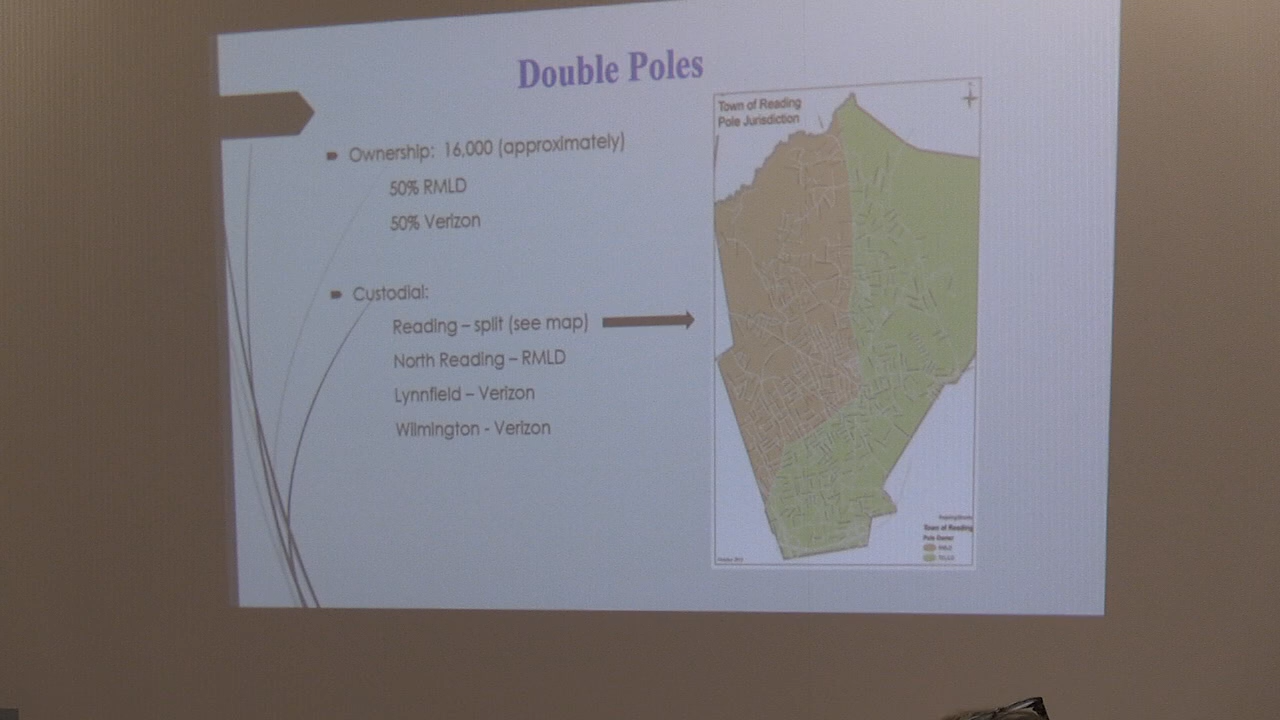 Double Poles
Ownership: 16,000 (approximately)
50% RMLD
50% Verizon
Custodial:
Reading – split (see map)
North Reading – RMLD
Lynnfield – Verizon
Wilmington - Verizon
Town of Reading
Pole Jurisdiction
Town of Reading
Pole Owner
RMLD